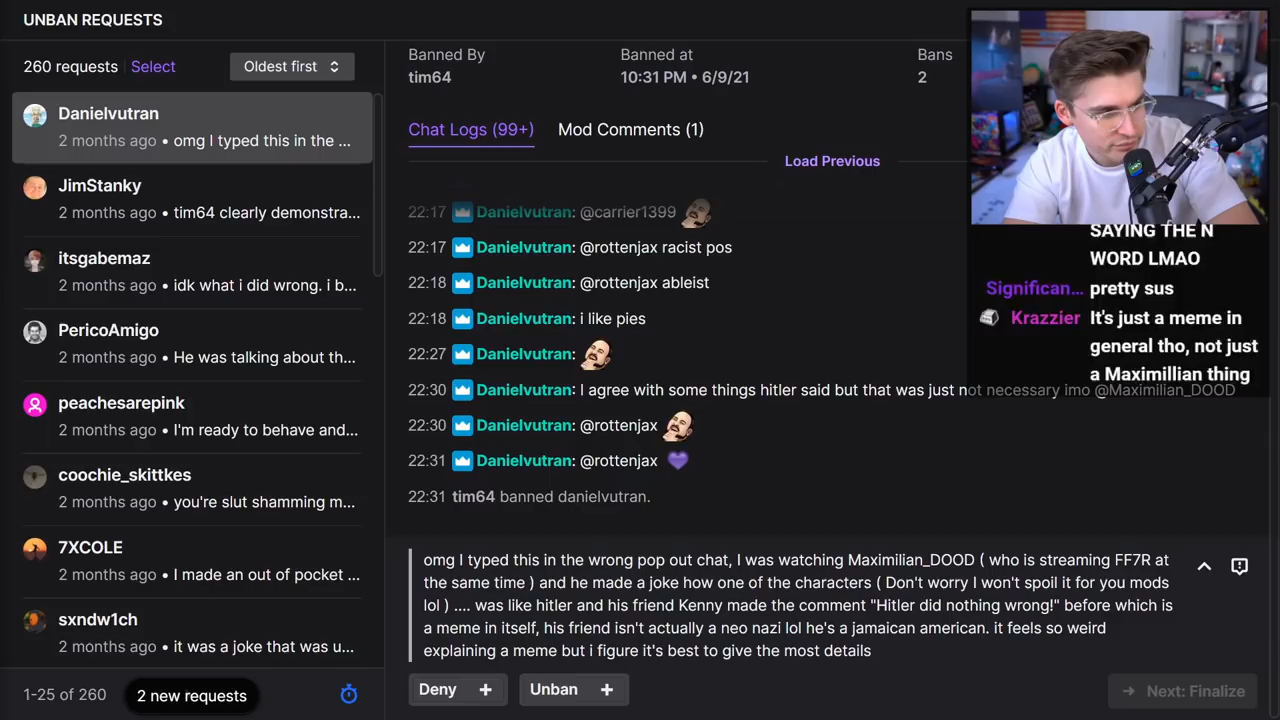 UNBAN REQUESTS
260 requests Select Oldest first
Danielvutran
2 months ago • omg I typed this in the ...
JimStanky
2 months ago • tim64 clearly demonstra...
itsgabemaz
2 months ago • idk what i did wrong. i b...
PericoAmigo
2 months ago • He was talking about th...
peachesarepink
2 months ago • I'm ready to behave and...
coochie_skittkes
2 months ago • you're slut shamming m...
7XCOLE
2 months ago • I made an out of pocket ...
sxndw1ch
2 months ago • it was a joke that was u...
1-25 of 260 2 new requests
Banned By Banned at Bans
tim64 10:31 PM • 6/9/21 2
Chat Logs (99+) Mod Comments (1)
Load Previous
22:17 Danielvutran: @carrier1399
22:17 Danielvutran: @rottenjax racist pos
22:18 Danielvutran: @rottenjax ableist
22:18 Danielvutran: i like pies
22:27 Danielvutran:
22:30 Danielvutran: I agree with some things hitler said but that was just not necessary imo @Maximilian_DOOD
22:30 Danielvutran: @rottenjax
22:31 Danielvutran: @rottenjax
22:31 tim64 banned danielvutran.
omg I typed this in the wrong pop out chat, I was watching Maximilian_DOOD ( who is streaming FF7R at
the same time ) and he made a joke how one of the characters ( Don't worry I won't spoil it for you mods
lol ) .... was like hitler and his friend Kenny made the comment "Hitler did nothing wrong!" before which is
a meme in itself, his friend isn't actually a neo nazi lol he's a jamaican american. it feels so weird
explaining a meme but i figure it's best to give the most details
Deny + Unban + Next: Finalize
SAYING THE N
WORD LMAO
Significan... pretty sus
Krazzier It's just a meme in
general tho, not just
a Maximillian thing